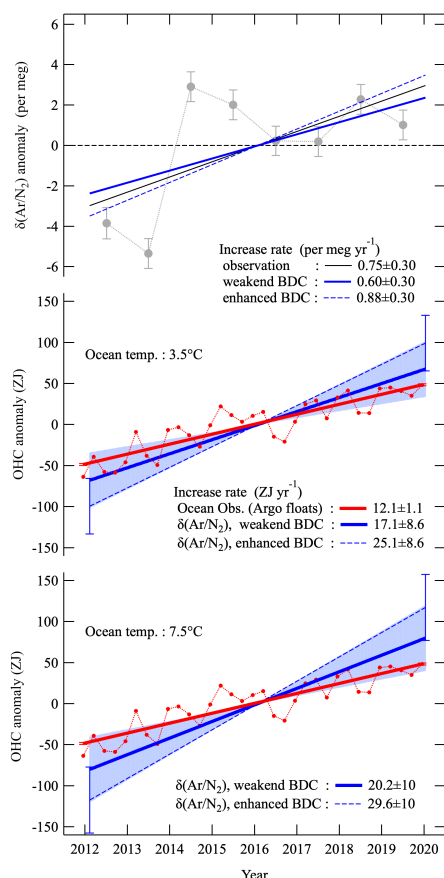 6
4
2
0
-2
-4
-6
δ(Ar/N2) anomaly (per meg)
Increase rate (per meg yr-1)
observation : 0.75±0.30
weakend BDC : 0.60±0.30
enhanced BDC : 0.88±0.30
150
100
50
0
-50
-100
-150
OHC anomaly (ZJ)
Ocean temp. : 3.5°C
Increase rate (ZJ yr-1)
Ocean Obs. (Argo floats) : 12.1±1.1
δ(Ar/N2), weakend BDC : 17.1±8.6
δ(Ar/N2), enhanced BDC : 25.1±8.6
150
100
50
0
-50
-100
-150
OHC anomaly (ZJ)
Ocean temp. : 7.5°C
δ(Ar/N2), weakend BDC : 20.2±10
δ(Ar/N2), enhanced BDC : 29.6±10
2012 2013 2014 2015 2016 2017 2018 2019 2020
Year